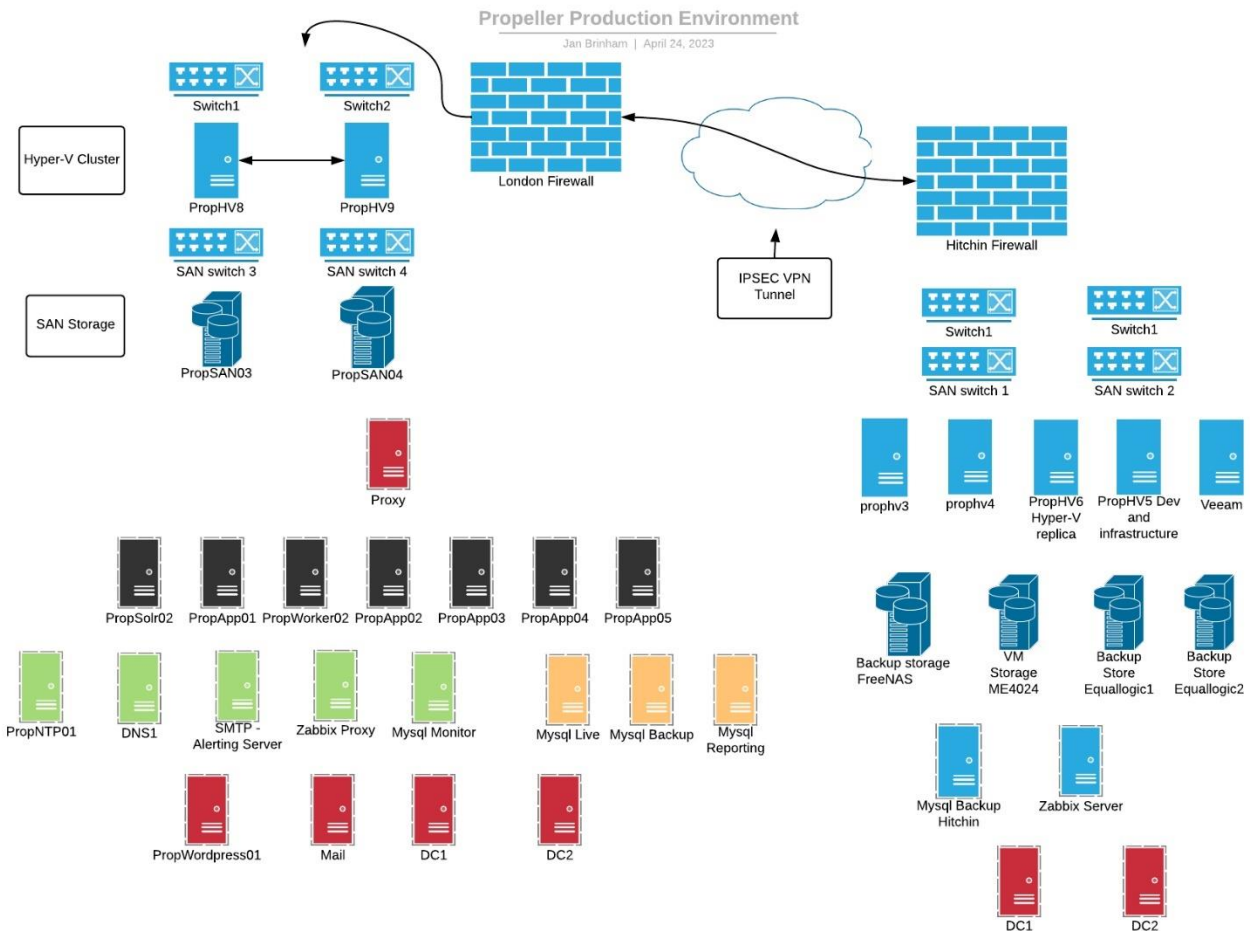 Propeller Production Environment
Jan Brinham | April 24, 2023
Switch1
Switch2
Hyper-V Cluster
PropHV8
PropHV9
London Firewall
Hitchin Firewall
SAN switch 3
SAN switch 4
IPSEC VPN
Tunnel
SAN Storage
PropSAN03
PropSAN04
Switch1
Switch1
SAN switch 1
SAN switch 2
Proxy
prophv3
prophv4
PropHV6
Hyper-V
replica
PropHV5 Dev
and
infrastructure
Veeam
PropSolr02
PropApp01
PropWorker02
PropApp02
PropApp03
PropApp04
PropApp05
Backup storage
FreeNAS
VM
Storage
ME4024
Backup
Store
Equallogic1
Backup
Store
Equallogic2
PropNTP01
DNS1
SMTP -
Alerting Server
Zabbix Proxy
Mysql Monitor
Mysql Live
Mysql Backup
Mysql
Reporting
Mysql Backup
Hitchin
Zabbix Server
PropWordpress01
Mail
DC1
DC2
DC1
DC2